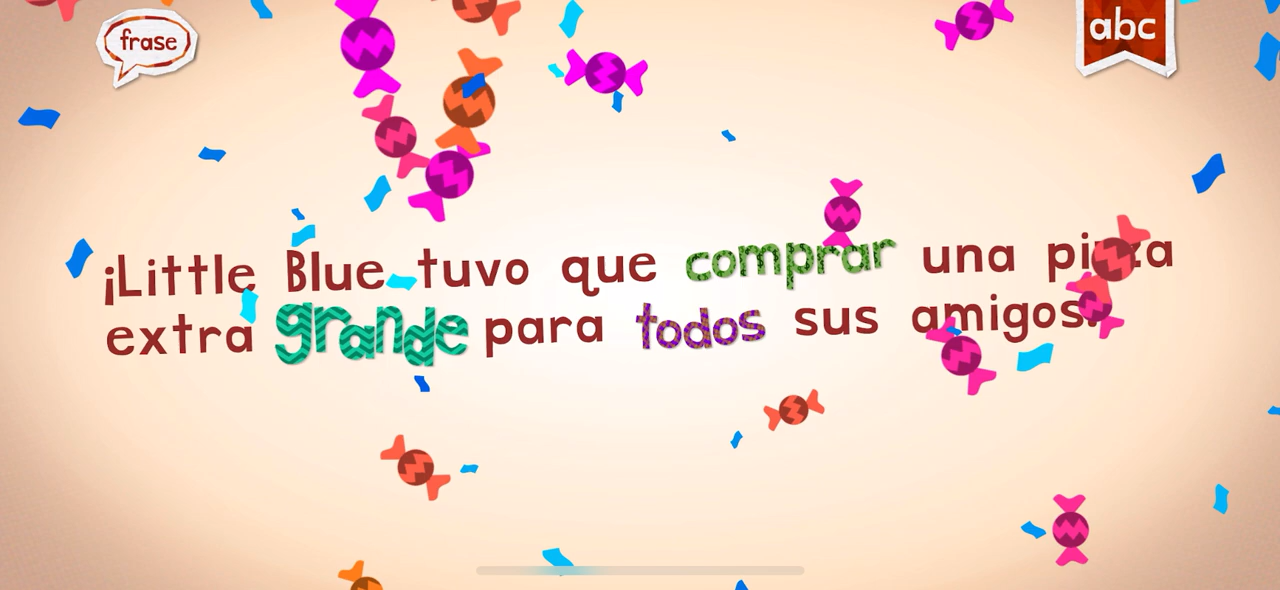 frase
abc
¡Little Blue tuvo que comprar una pizza
extra grande para todos sus amigos!